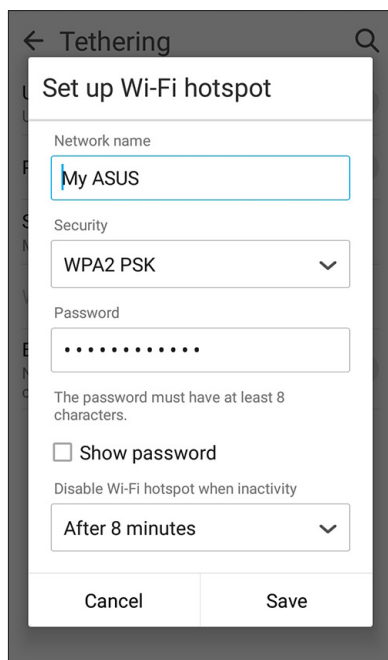 Tethering
Set up Wi-Fi hotspot
Network name
My ASUS
Security
WPA2 PSK
Password
••••••••••••
The password must have at least 8
characters.
Show password
Disable Wi-Fi hotspot when inactivity
After 8 minutes
Cancel
Save